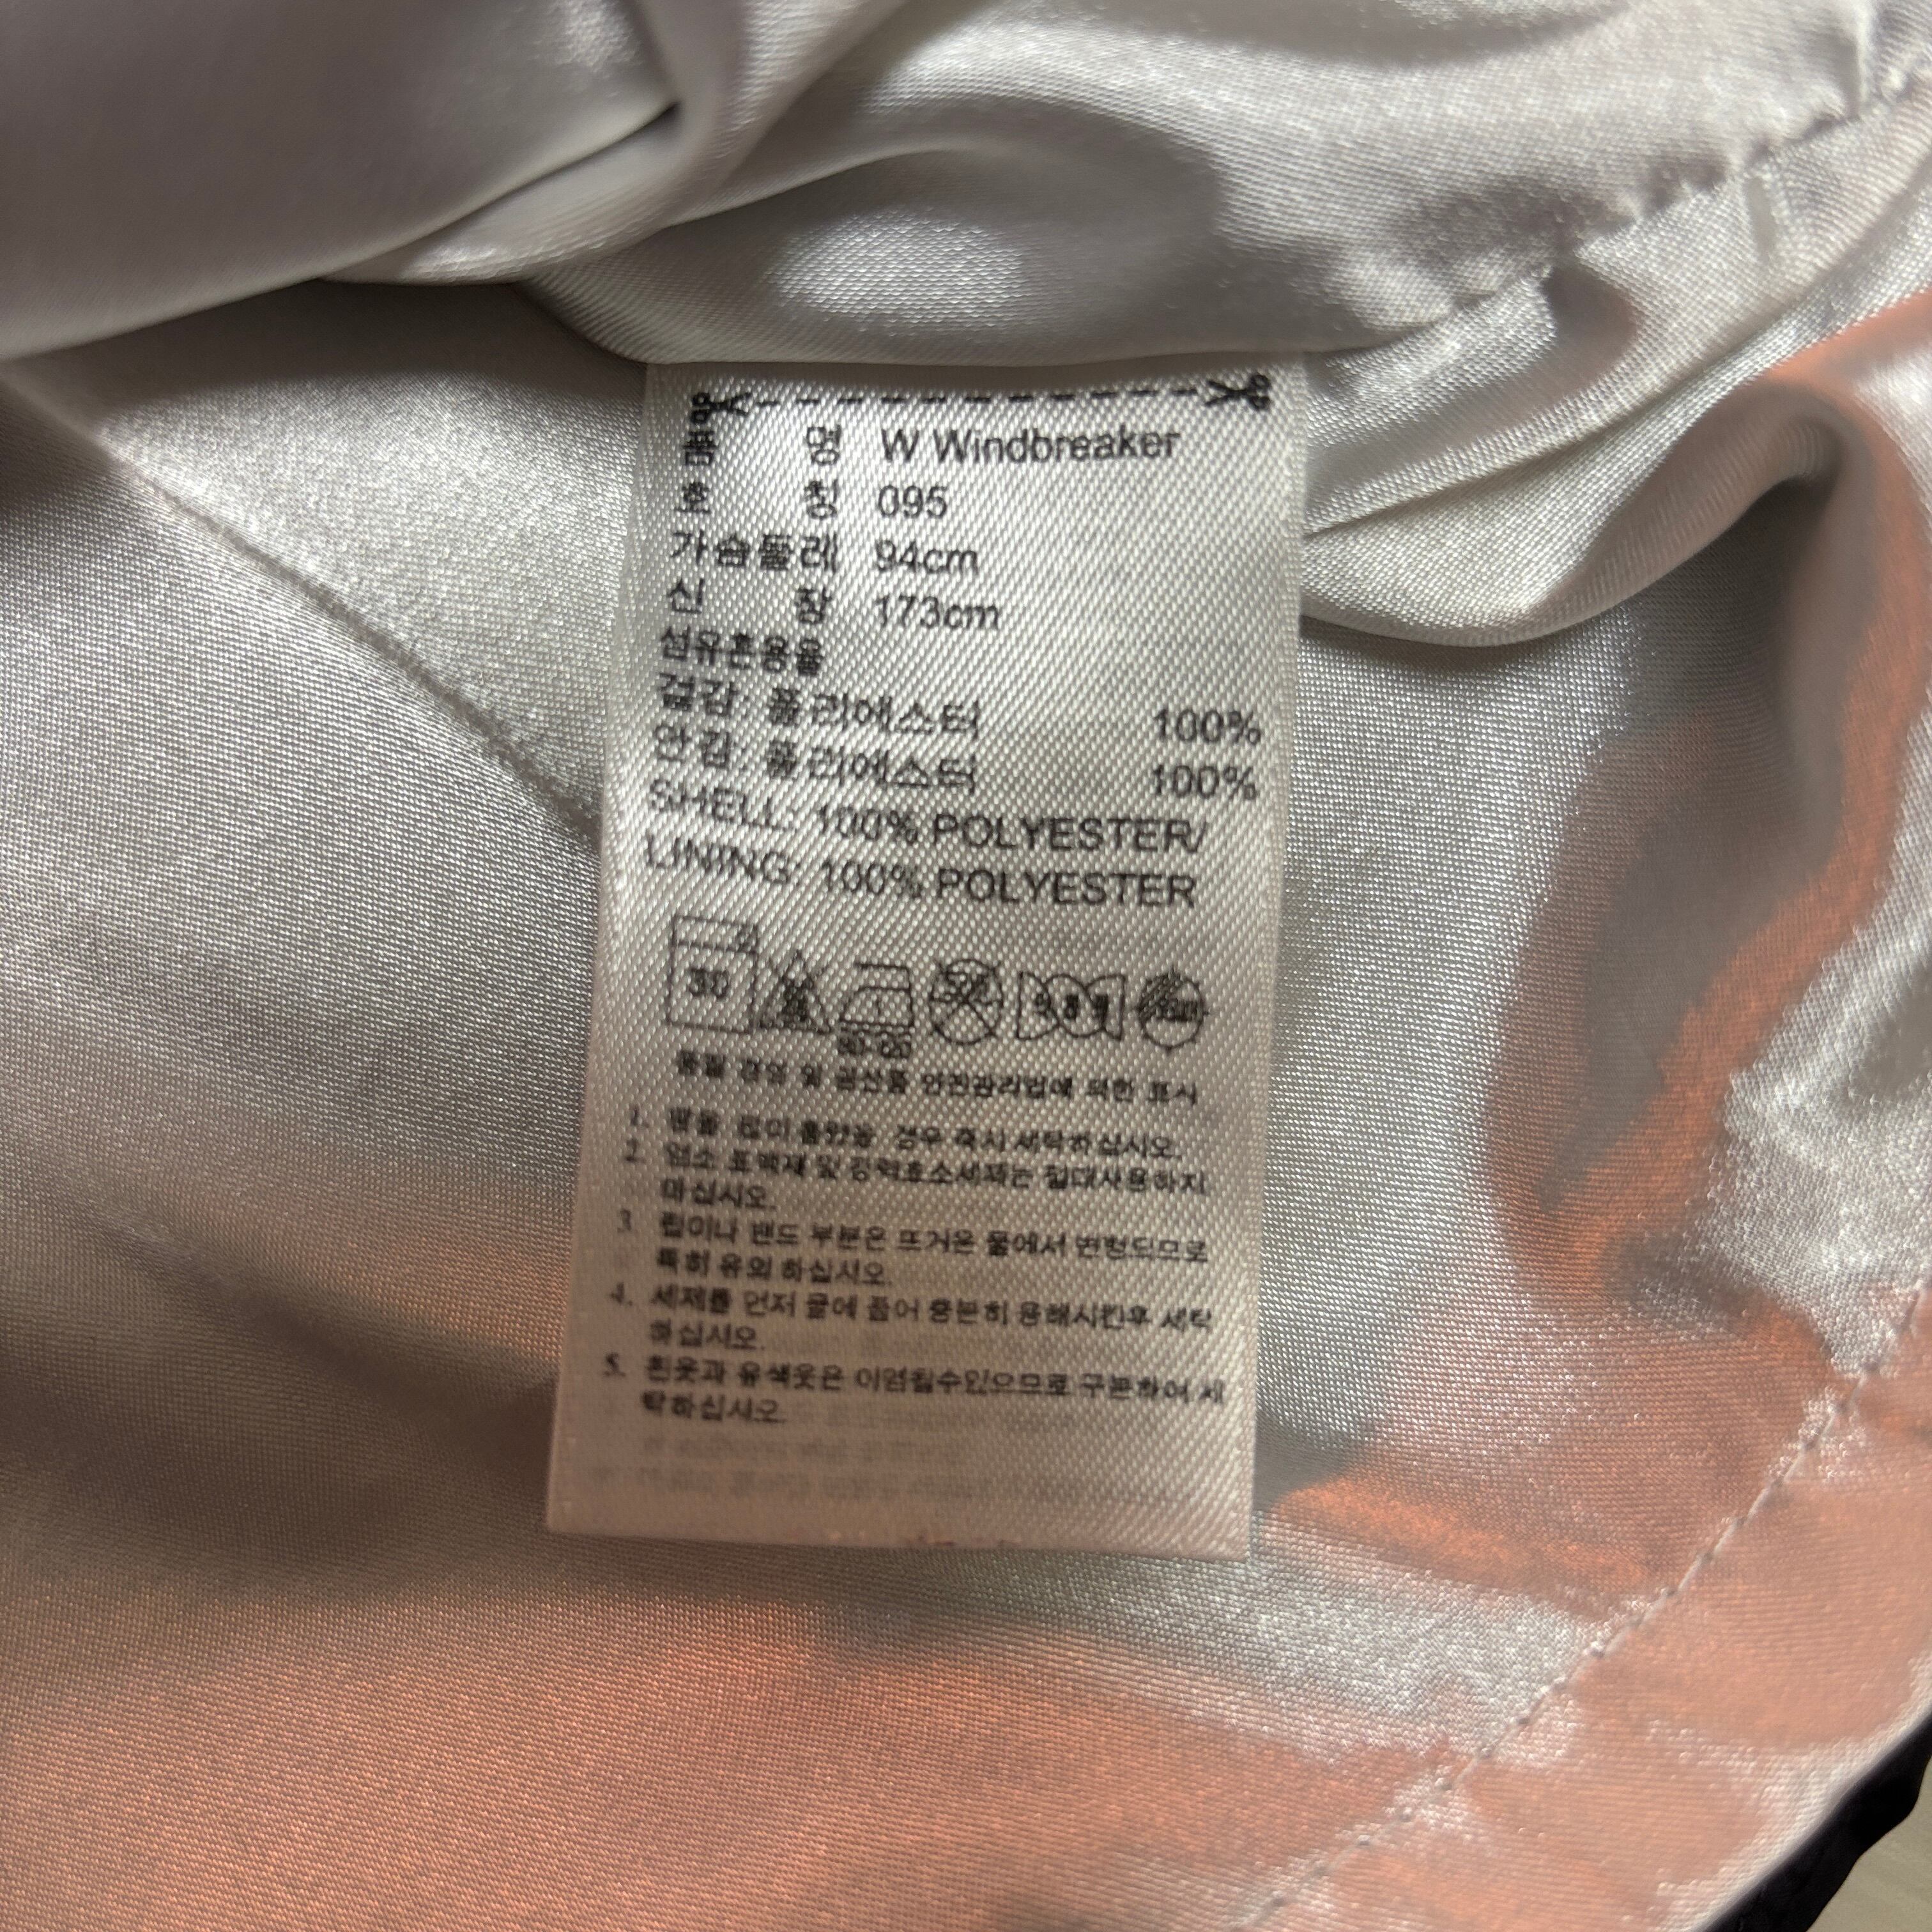 품 명 W Windbreaker
호 칭 095
가슴둘레 94cm
신 장 173cm
섬유혼용율
겉감: 폴리에스터 100%
안감: 폴리에스터 100%
SHELL: 100% POLYESTER/
LINING: 100% POLYESTER
30
80-120
품질 경영 및 공산품 안전관리법에 의한 표시
1. 땀을 많이 흘렸을 경우 즉시 세탁하십시오.
2. 염소 표백제 및 강력효소세제는 절대사용하지
마십시오.
3. 립이나 밴드 부분은 뜨거운 물에서 변형되므로
특히 유의 하십시오.
4. 세제를 먼저 물에 풀어 충분히 용해시킨후 세탁
하십시오.
5. 흰옷과 유색옷은 이염될수있으므로 구분하여 세
탁하십시오.